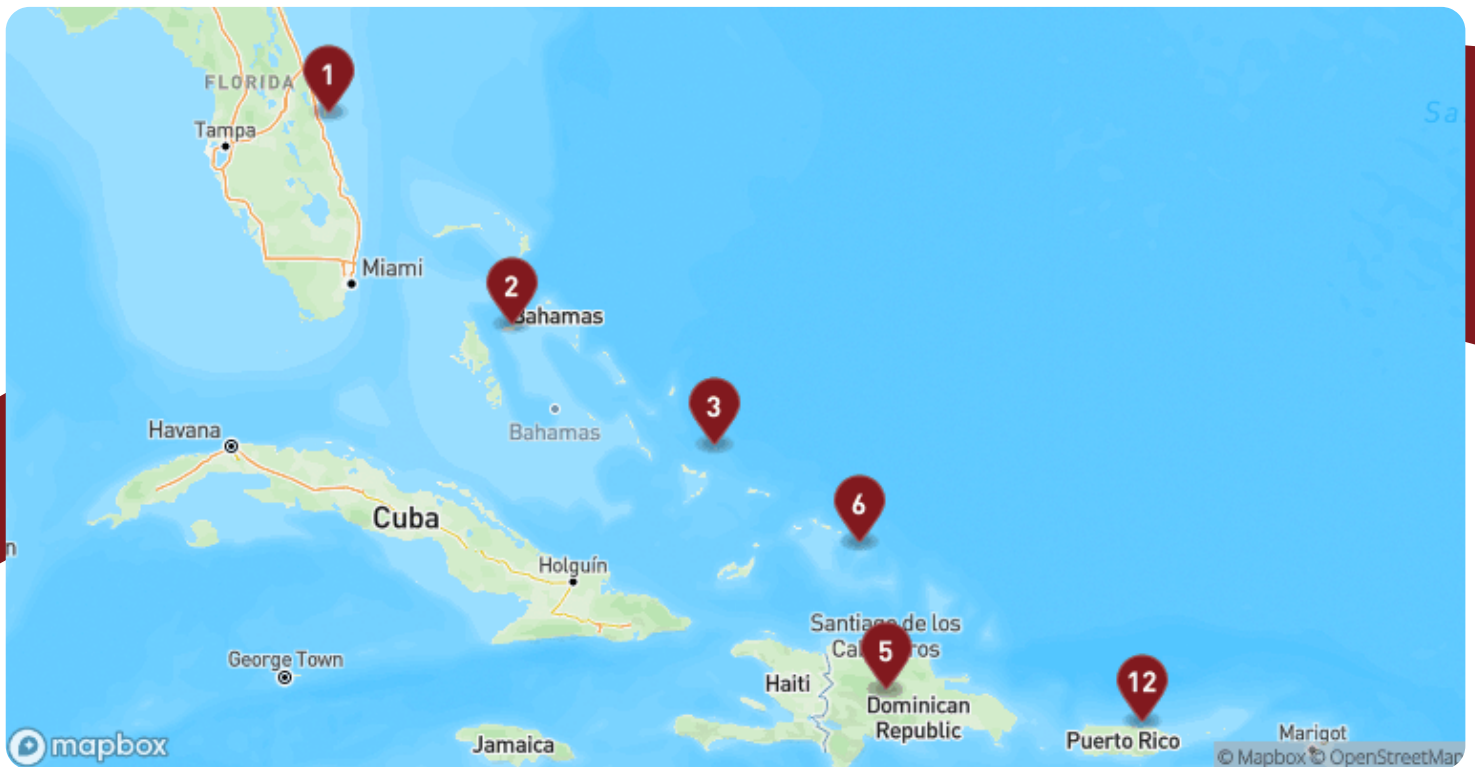 1
FLORIDA
Sa
Tampa
Miami
2
Bahamas
3
Havana
Bahamas
6
Cuba
n
Holguín
Santiago de los
Caballeros
5
George Town
Haiti
12
Dominican
Republic
Puerto Rico
Marigot
Jamaica
mapbox
© Mapbox © OpenStreetMap